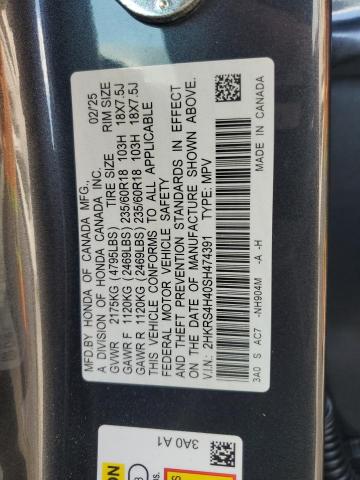 MFD.BY HONDA OF CANADA MFG., 02/25
A DIVISION OF HONDA CANADA INC.
TIRE SIZE RIM SIZE
GVWR 2175KG (4795LBS)
GAWR F 1120KG (2469LBS) 235/60R18 103H 18X7.5J
GAWR R 1120KG (2469LBS) 235/60R18 103H 18X7.5J
THIS VEHICLE CONFORMS TO ALL APPLICABLE
FEDERAL MOTOR VEHICLE SAFETY, BUMPER,
AND THEFT PREVENTION STANDARDS IN EFFECT
ON THE DATE OF MANUFACTURE SHOWN ABOVE.
V.I.N: 2HKRS4H40SH474391 TYPE: MPV
3A0 S AC7 -NH904M -A -H
MADE IN CANADA
3A0 A1